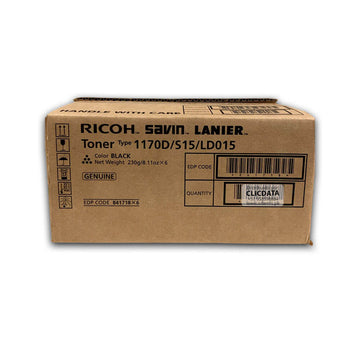 HANDLE WITH CARE
RICOH SAVIN LANIER
Toner Type 1170D/S15/LD015
Color BLACK
Net Weight 230g/8.11oz×6
GENUINE
EDP CODE 841718×6
EDP CODE
QUANTITY
CLICDATA